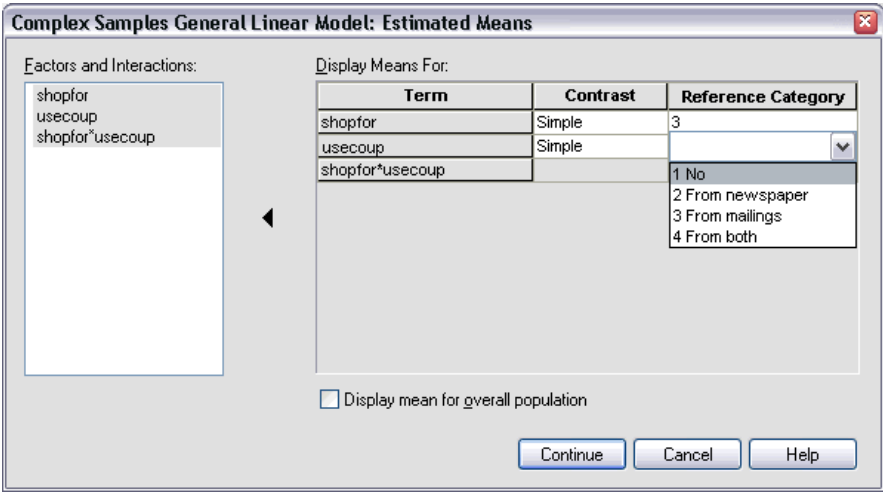 Complex Samples General Linear Model: Estimated Means
Factors and Interactions:
shopfor
usecoup
shopfor*usecoup
Display Means For:
Term Contrast Reference Category
shopfor Simple 3
usecoup Simple
shopfor*usecoup
1 No
2 From newspaper
3 From mailings
4 From both
Display mean for overall population
Continue Cancel Help